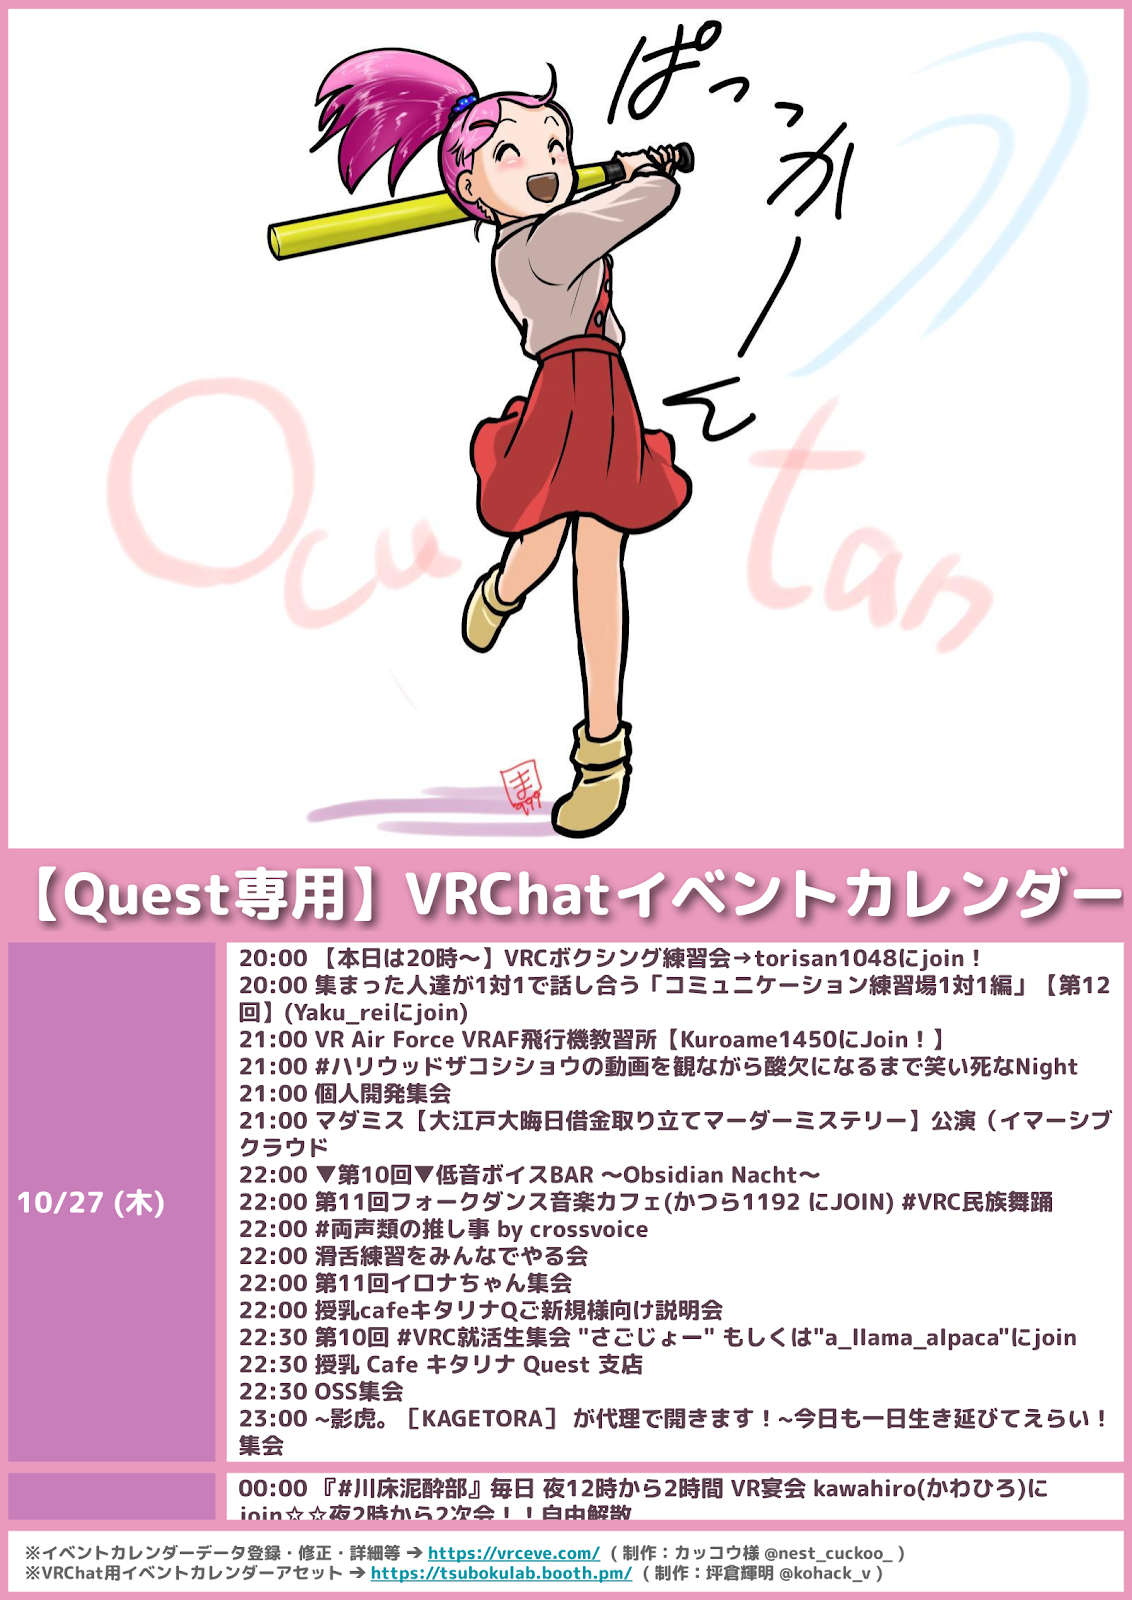 ぱっっかーん
Ocu tan
ま
999
【Quest専用】VRChatイベントカレンダー
10/27 (木)
20:00 【本日は20時～】VRCボクシング練習会→torisan1048にjoin！
20:00 集まった人達が1対1で話し合う「コミュニケーション練習場1対1編」【第12
回】(Yaku_reiにjoin)
21:00 VR Air Force VRAF飛行機教習所【Kuroame1450にJoin！】
21:00 #ハリウッドザコシショウの動画を観ながら酸欠になるまで笑い死なNight
21:00 個人開発集会
21:00 マダミス【大江戸大晦日借金取り立てマーダーミステリー】公演（イマーシブ
クラウド
22:00 ▼第10回▼低音ボイスBAR ～Obsidian Nacht～
22:00 第11回フォークダンス音楽カフェ(かつら1192 にJOIN) #VRC民族舞踊
22:00 #両声類の推し事 by crossvoice
22:00 滑舌練習をみんなでやる会
22:00 第11回イロナちゃん集会
22:00 授乳cafeキタリナQご新規様向け説明会
22:30 第10回 #VRC就活生集会 "さごじょー" もしくは"a_llama_alpaca"にjoin
22:30 授乳 Cafe キタリナ Quest 支店
22:30 OSS集会
23:00 ~影虎。［KAGETORA］ が代理で開きます！~今日も一日生き延びてえらい！
集会
00:00 『#川床泥酔部』毎日 夜12時から2時間 VR宴会 kawahiro(かわひろ)に
join☆☆夜2時から2次会！！自由解散
※イベントカレンダーデータ登録・修正・詳細等 → https://vrceve.com/ （制作：カッコウ様 @nest_cuckoo_ ）
※VRChat用イベントカレンダーアセット → https://tsubokulab.booth.pm/ （制作：坪倉輝明 @kohack_v ）